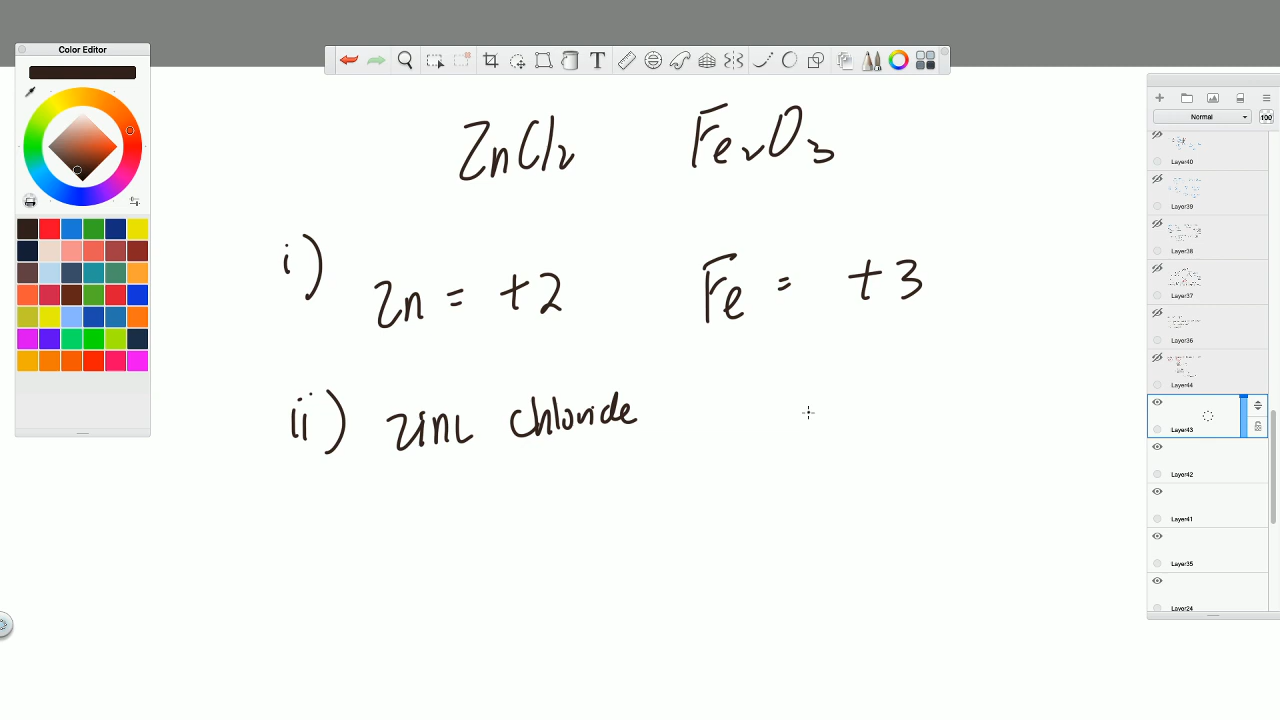 Color Editor
Normal
100
ZnCl₂ Fe₂O₃
Layer40
Layer39
i)
Zn = +2 Fe = +3
Layer38
Layer37
Layer36
Layer44
ii) zinc chloride
Layer43
Layer42
Layer41
Layer35
Layer24